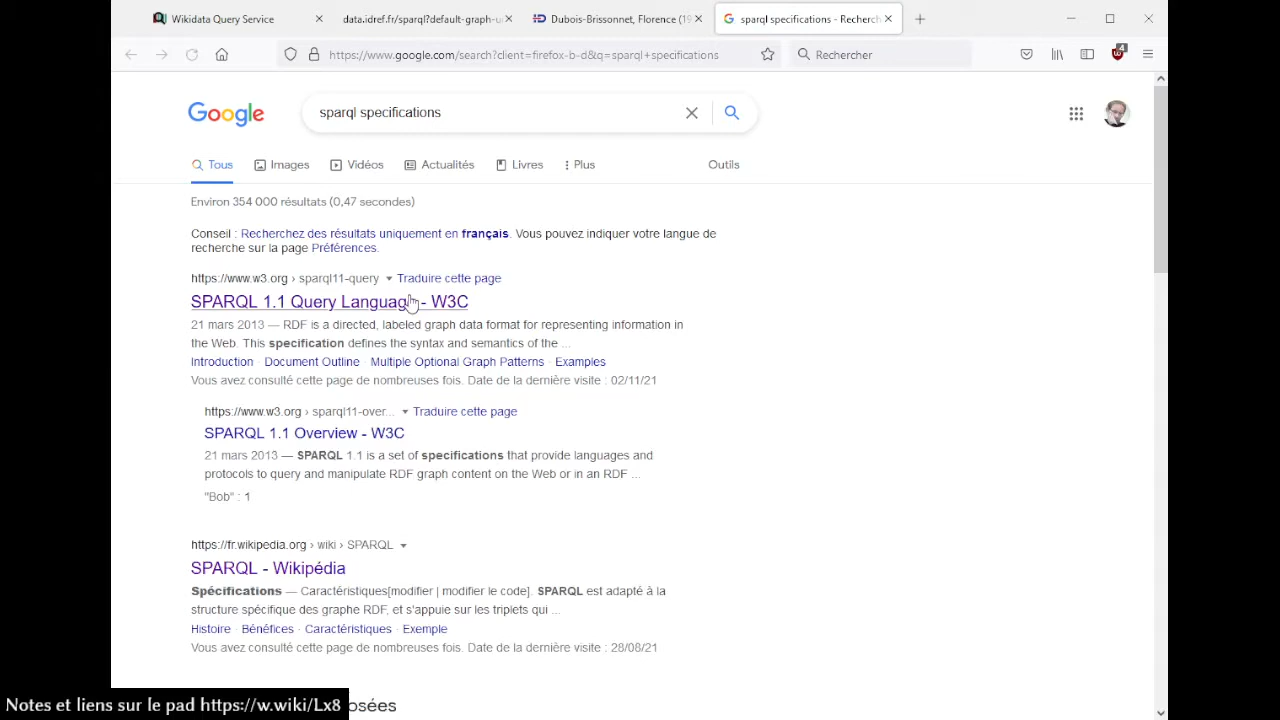 Wikidata Query Service
data.idref.fr/sparql?default-graph-u
Dubois-Brissonnet, Florence (19
sparql specifications - Recherch
https://www.google.com/search?client=firefox-b-d&q=sparql+specifications
Rechercher
4
Google
sparql specifications
Tous
Images
Vidéos
Actualités
Livres
Plus
Outils
Environ 354 000 résultats (0,47 secondes)
Conseil : Recherchez des résultats uniquement en français. Vous pouvez indiquer votre langue de
recherche sur la page Préférences.
https://www.w3.org › sparql11-query
Traduire cette page
SPARQL 1.1 Query Language - W3C
21 mars 2013 — RDF is a directed, labeled graph data format for representing information in
the Web. This specification defines the syntax and semantics of the ...
Introduction · Document Outline · Multiple Optional Graph Patterns · Examples
Vous avez consulté cette page de nombreuses fois. Date de la dernière visite : 02/11/21
https://www.w3.org › sparql11-over...
Traduire cette page
SPARQL 1.1 Overview - W3C
21 mars 2013 — SPARQL 1.1 is a set of specifications that provide languages and
protocols to query and manipulate RDF graph content on the Web or in an RDF ...
"Bob" : 1
https://fr.wikipedia.org › wiki › SPARQL
SPARQL - Wikipédia
Spécifications — Caractéristiques[modifier | modifier le code]. SPARQL est adapté à la
structure spécifique des graphe RDF, et s'appuie sur les triplets qui ...
Histoire · Bénéfices · Caractéristiques · Exemple
Vous avez consulté cette page de nombreuses fois. Date de la dernière visite : 28/08/21
Notes et liens sur le pad https://w.wiki/Lx8
osées